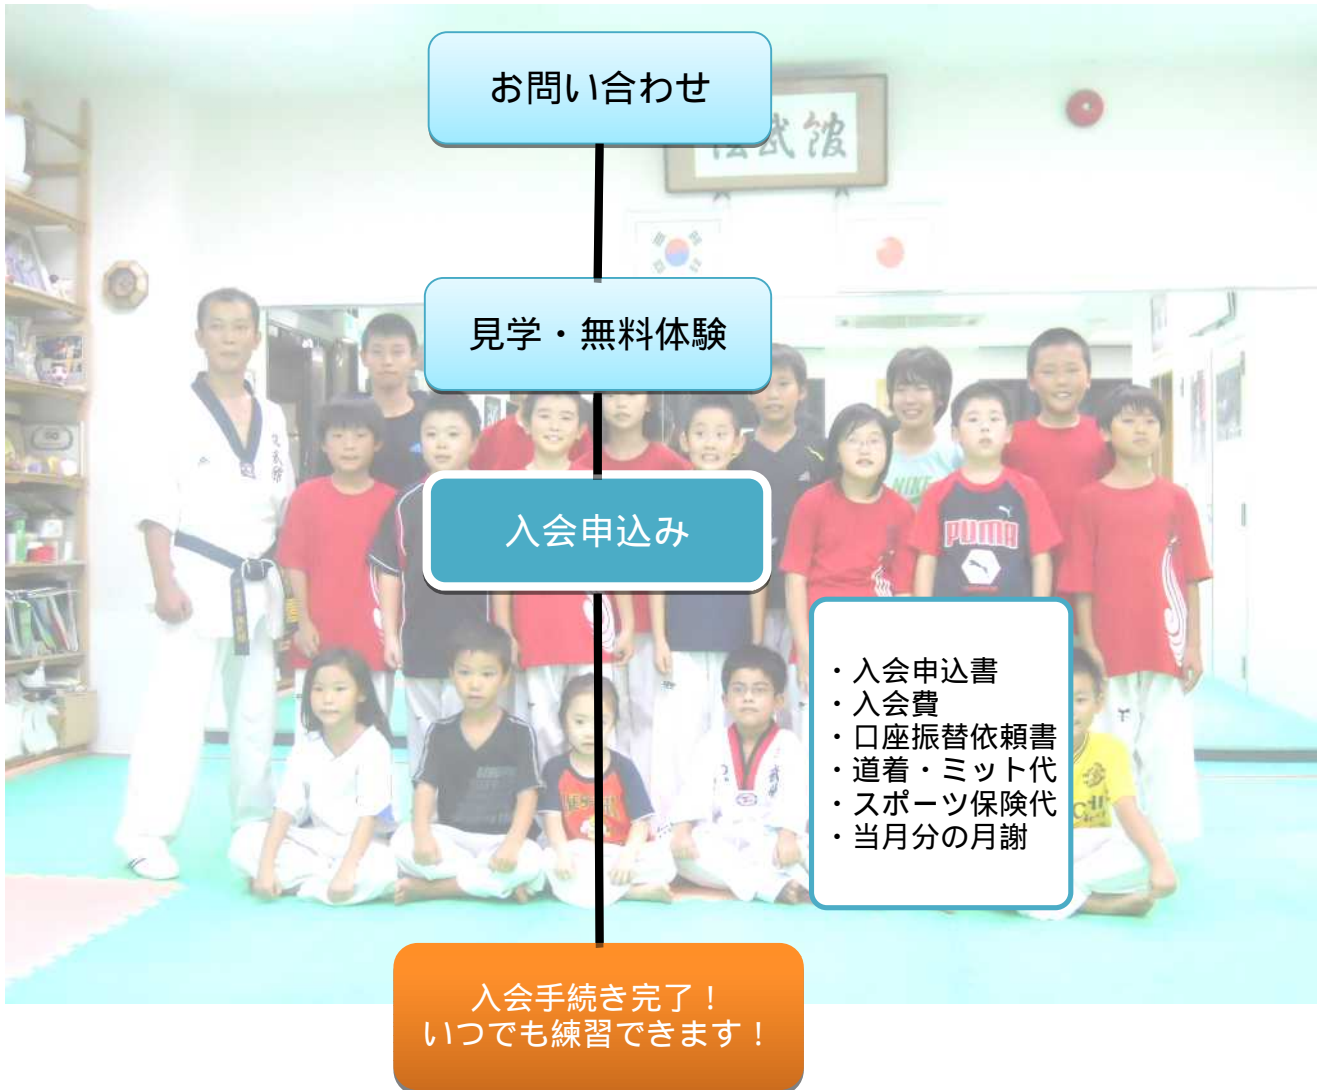 お問い合わせ
武館
見学・無料体験
入会申込み
NIKE
PUMA
・入会申込書
・入会費
・口座振替依頼書
・道着・ミット代
・スポーツ保険代
・当月分の月謝
入会手続き完了！
いつでも練習できます！